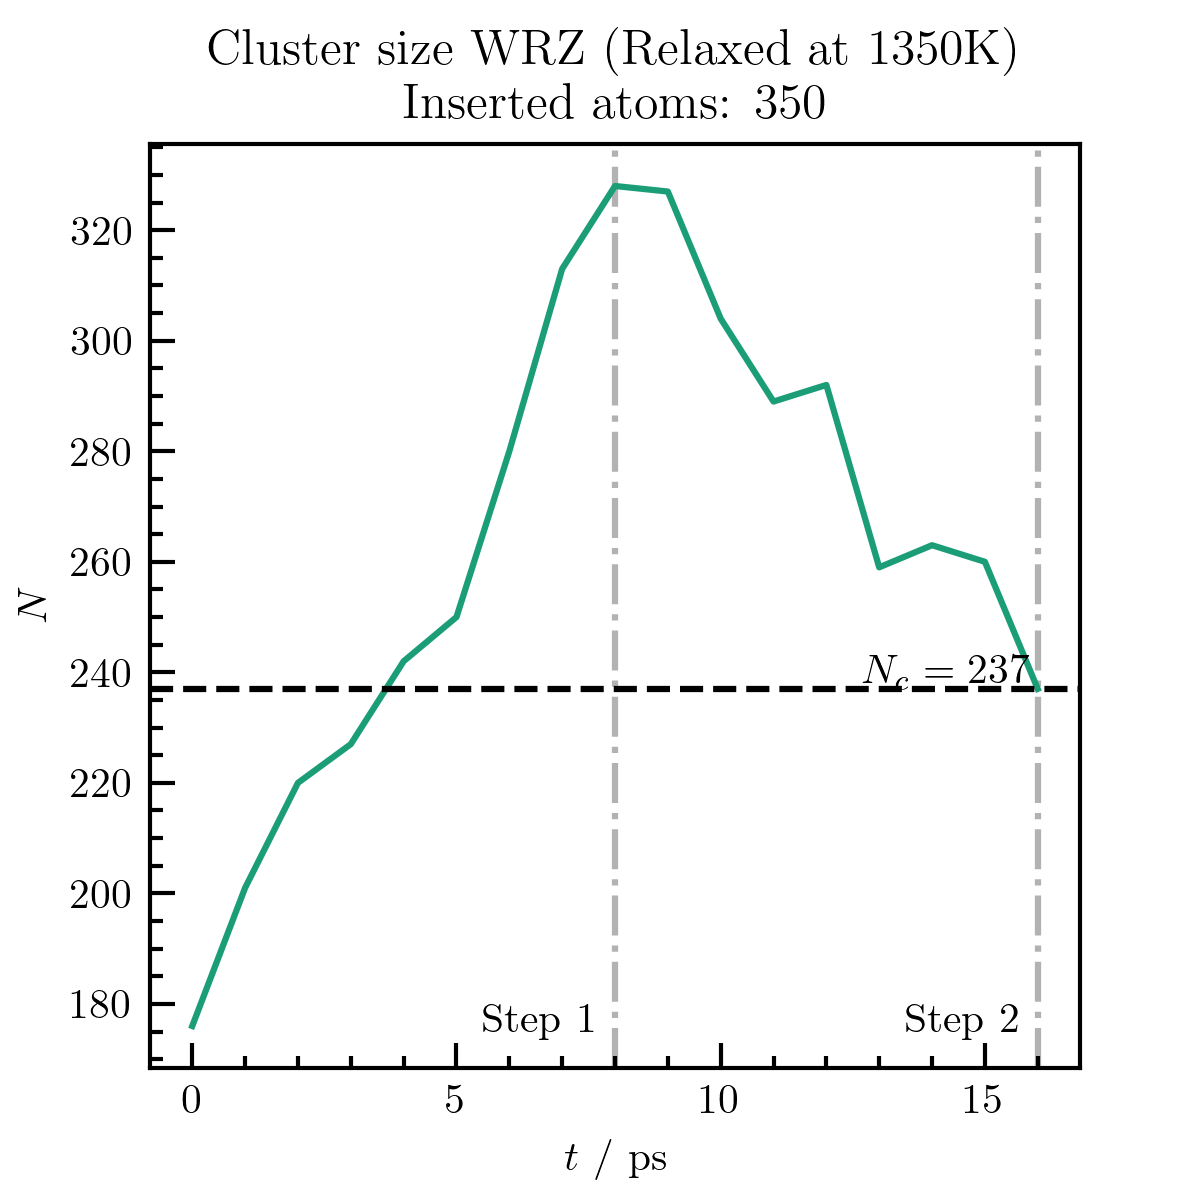 Cluster size WRZ (Relaxed at 1350K)
Inserted atoms: 350
320
300
280
260
240
220
200
180
N
N_c = 237
Step 1
Step 2
0 5 10 15
t / ps